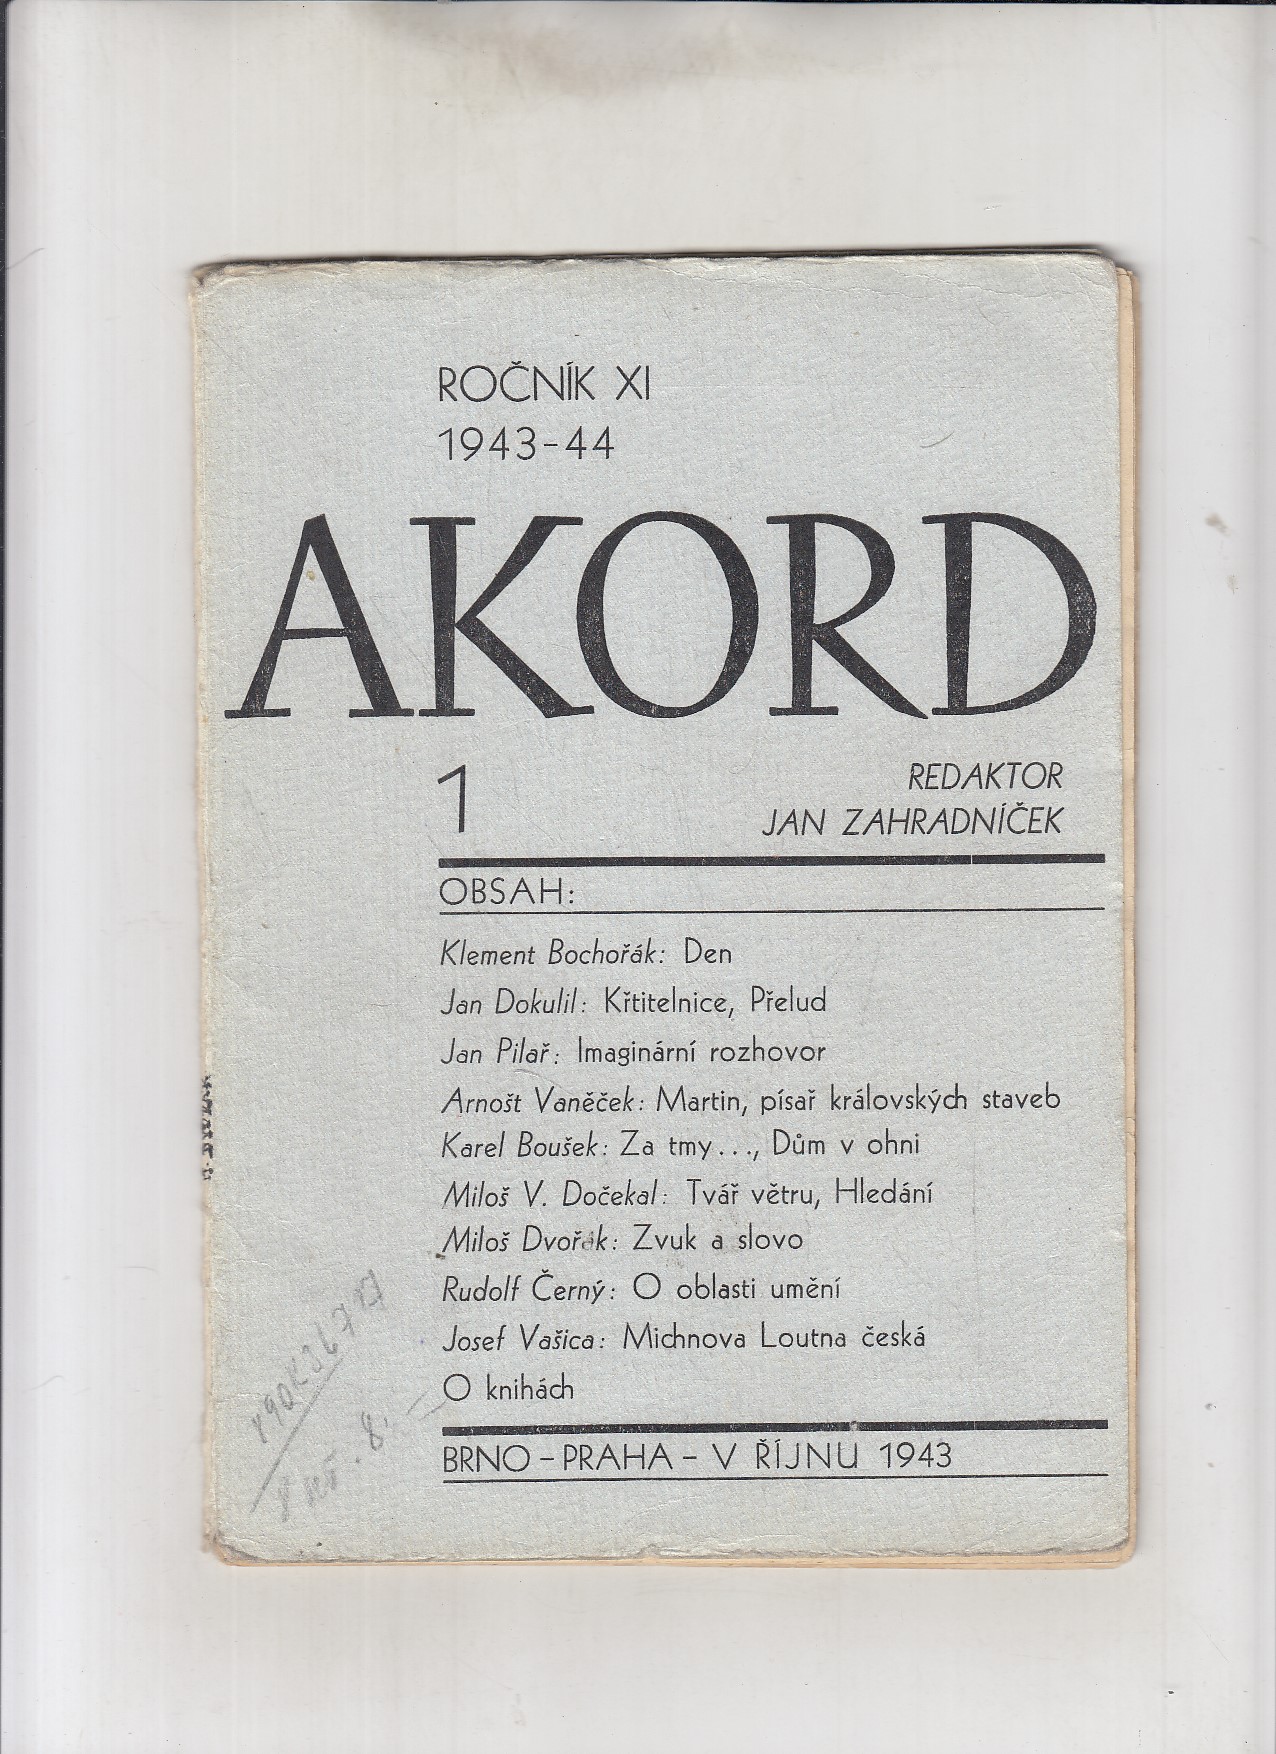 ROČNÍK XI
1943-44
AKORD
1
REDAKTOR
JAN ZAHRADNÍČEK
OBSAH:
Klement Bochořák: Den
Jan Dokulil: Křtitelnice, Přelud
Jan Pilař: Imaginární rozhovor
Arnošt Vaněček: Martin, písař královských staveb
Karel Boušek: Za tmy..., Dům v ohni
Miloš V. Dočekal: Tvář větru, Hledání
Miloš Dvořák: Zvuk a slovo
Rudolf Černý: O oblasti umění
Josef Vašica: Michnova Loutna česká
O knihách
BRNO – PRAHA – V ŘÍJNU 1943